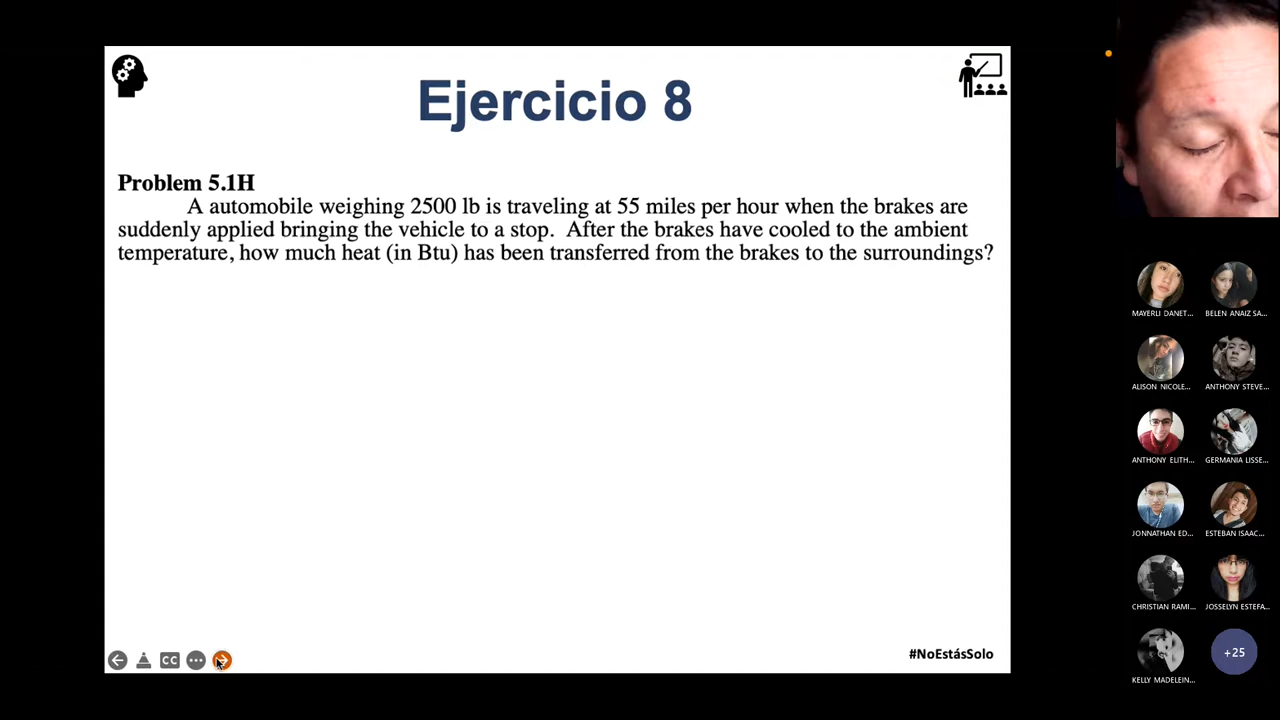 Ejercicio 8
Problem 5.1H
A automobile weighing 2500 lb is traveling at 55 miles per hour when the brakes are
suddenly applied bringing the vehicle to a stop. After the brakes have cooled to the ambient
temperature, how much heat (in Btu) has been transferred from the brakes to the surroundings?
CC
#NoEstásSolo
MAYERLI DANET...
BELEN ANAIZ SA...
ALISON NICOLE...
ANTHONY STEVE...
ANTHONY ELITH...
GERMANIA LISSE...
JONNATHAN ED...
ESTEBAN ISAAC...
CHRISTIAN RAMI...
JOSSELYN ESTEFA...
KELLY MADELEIN...
+25